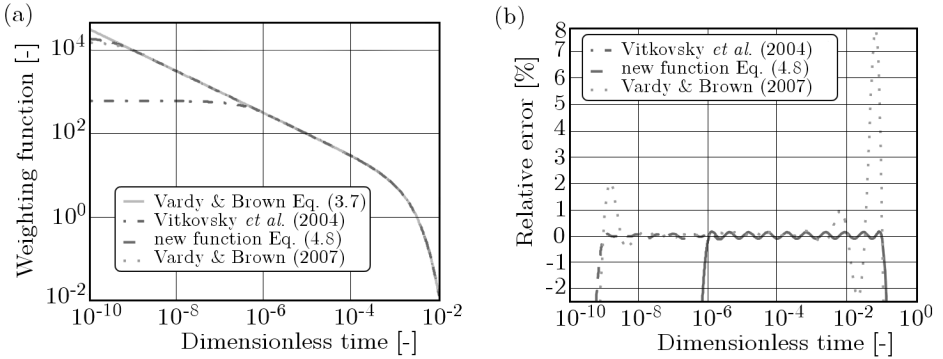 (a)
Weighting function [-]
10^4
10^2
10^0
10^-2
Vardy & Brown Eq. (3.7)
Vitkovsky et al. (2004)
new function Eq. (4.8)
Vardy & Brown (2007)
10^-10 10^-8 10^-6 10^-4 10^-2
Dimensionless time [-]
(b)
Relative error [%]
8
7
6
5
4
3
2
1
0
-1
-2
Vitkovsky et al. (2004)
new function Eq. (4.8)
Vardy & Brown (2007)
10^-10 10^-8 10^-6 10^-4 10^-2 10^0
Dimensionless time [-]